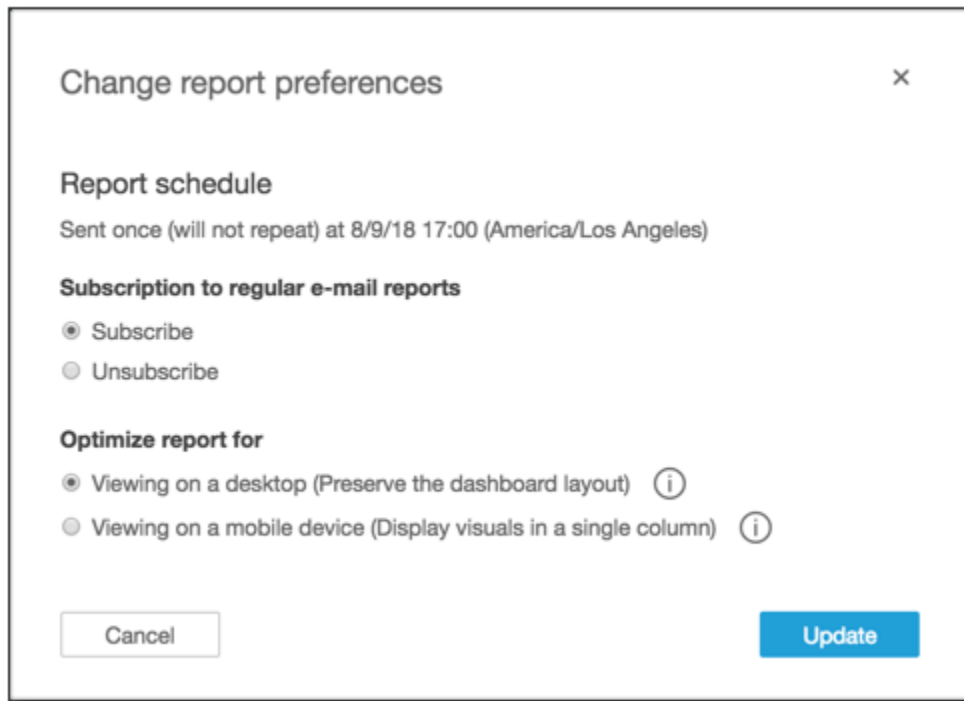 Change report preferences
×
Report schedule
Sent once (will not repeat) at 8/9/18 17:00 (America/Los Angeles)
Subscription to regular e-mail reports
Subscribe
Unsubscribe
Optimize report for
Viewing on a desktop (Preserve the dashboard layout) i
Viewing on a mobile device (Display visuals in a single column) i
Cancel Update